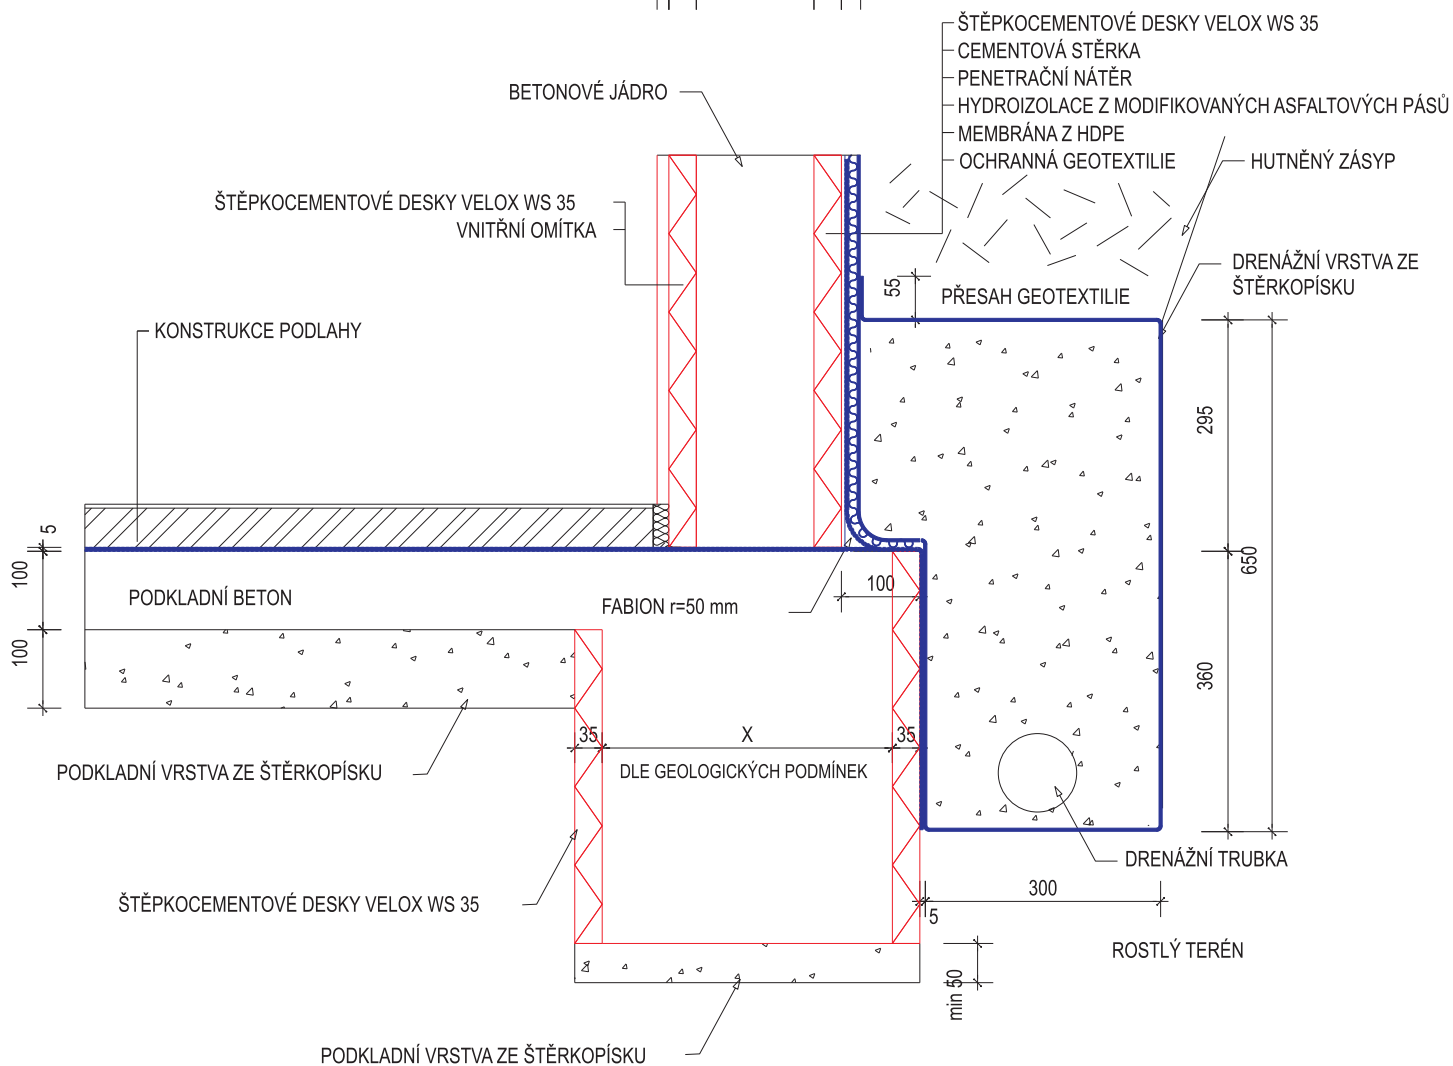 ŠTĚPKOCEMENTOVÉ DESKY VELOX WS 35
CEMENTOVÁ STĚRKA
PENETRAČNÍ NÁTĚR
HYDROIZOLACE Z MODIFIKOVANÝCH ASFALTOVÝCH PÁSŮ
MEMBRÁNA Z HDPE
OCHRANNÁ GEOTEXTILIE
BETONOVÉ JÁDRO
HUTNĚNÝ ZÁSYP
ŠTĚPKOCEMENTOVÉ DESKY VELOX WS 35
VNITŘNÍ OMÍTKA
DRENÁŽNÍ VRSTVA ZE
ŠTĚRKOPÍSKU
55
PŘESAH GEOTEXTILIE
KONSTRUKCE PODLAHY
295
5
650
100
100
PODKLADNÍ BETON
FABION r=50 mm
100
360
35
X
35
DLE GEOLOGICKÝCH PODMÍNEK
PODKLADNÍ VRSTVA ZE ŠTĚRKOPÍSKU
DRENÁŽNÍ TRUBKA
300
5
ŠTĚPKOCEMENTOVÉ DESKY VELOX WS 35
ROSTLÝ TERÉN
min 50
PODKLADNÍ VRSTVA ZE ŠTĚRKOPÍSKU